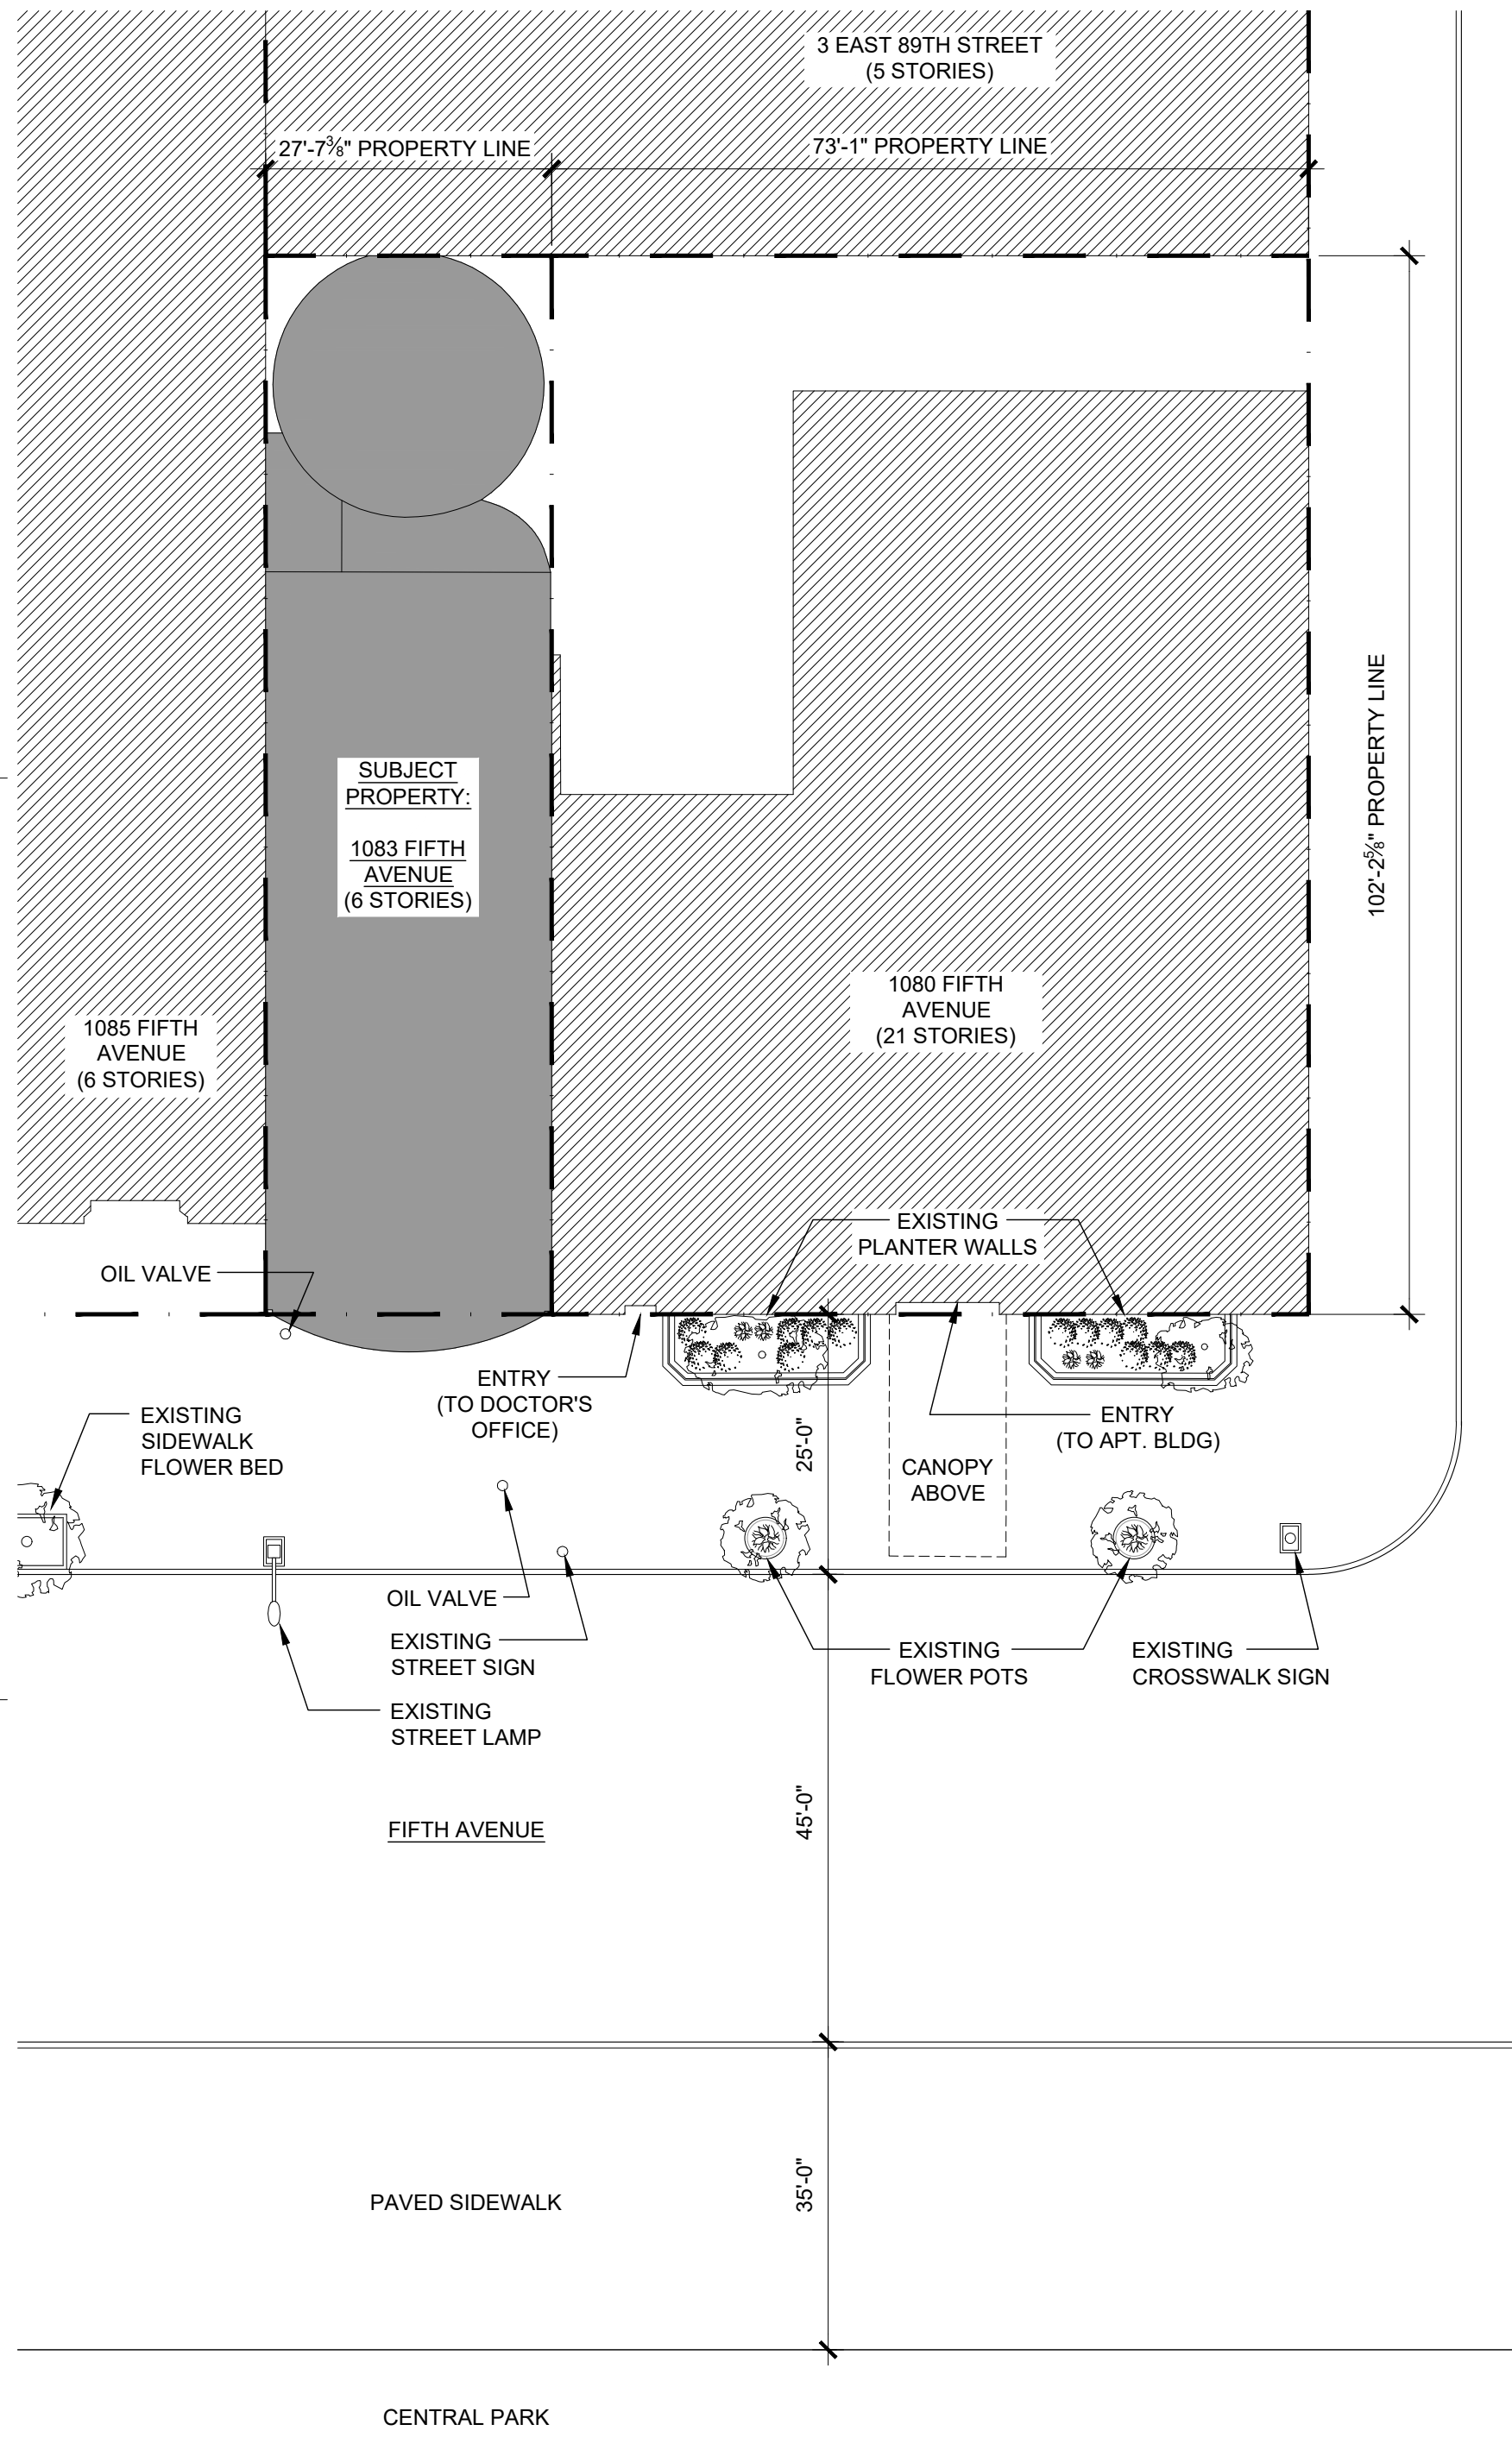 3 EAST 89TH STREET
(5 STORIES)
27'-7⅜" PROPERTY LINE
73'-1" PROPERTY LINE
102'-2⅝" PROPERTY LINE
SUBJECT
PROPERTY:
1083 FIFTH
AVENUE
(6 STORIES)
1080 FIFTH
AVENUE
(21 STORIES)
1085 FIFTH
AVENUE
(6 STORIES)
EXISTING
PLANTER WALLS
OIL VALVE
ENTRY
(TO DOCTOR'S
OFFICE)
EXISTING
SIDEWALK
FLOWER BED
25'-0"
ENTRY
(TO APT. BLDG)
CANOPY
ABOVE
OIL VALVE
EXISTING
STREET SIGN
EXISTING
FLOWER POTS
EXISTING
CROSSWALK SIGN
EXISTING
STREET LAMP
45'-0"
FIFTH AVENUE
35'-0"
PAVED SIDEWALK
CENTRAL PARK